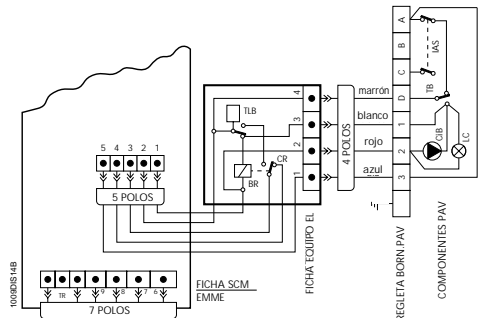 A
B
C
D
1
2
3
IAS
TB
CIB
LC
marrón
blanco
rojo
azul
4 POLOS
4
3
2
1
TLB
CR
BR
5 4 3 2 1
5 POLOS
FICHA EQUIPO EL
REGLETA BORN.PAV
COMPONENTES PAV
FICHA SCM
EMME
TR 9 8 7 6
7 POLOS
1009DIS14B